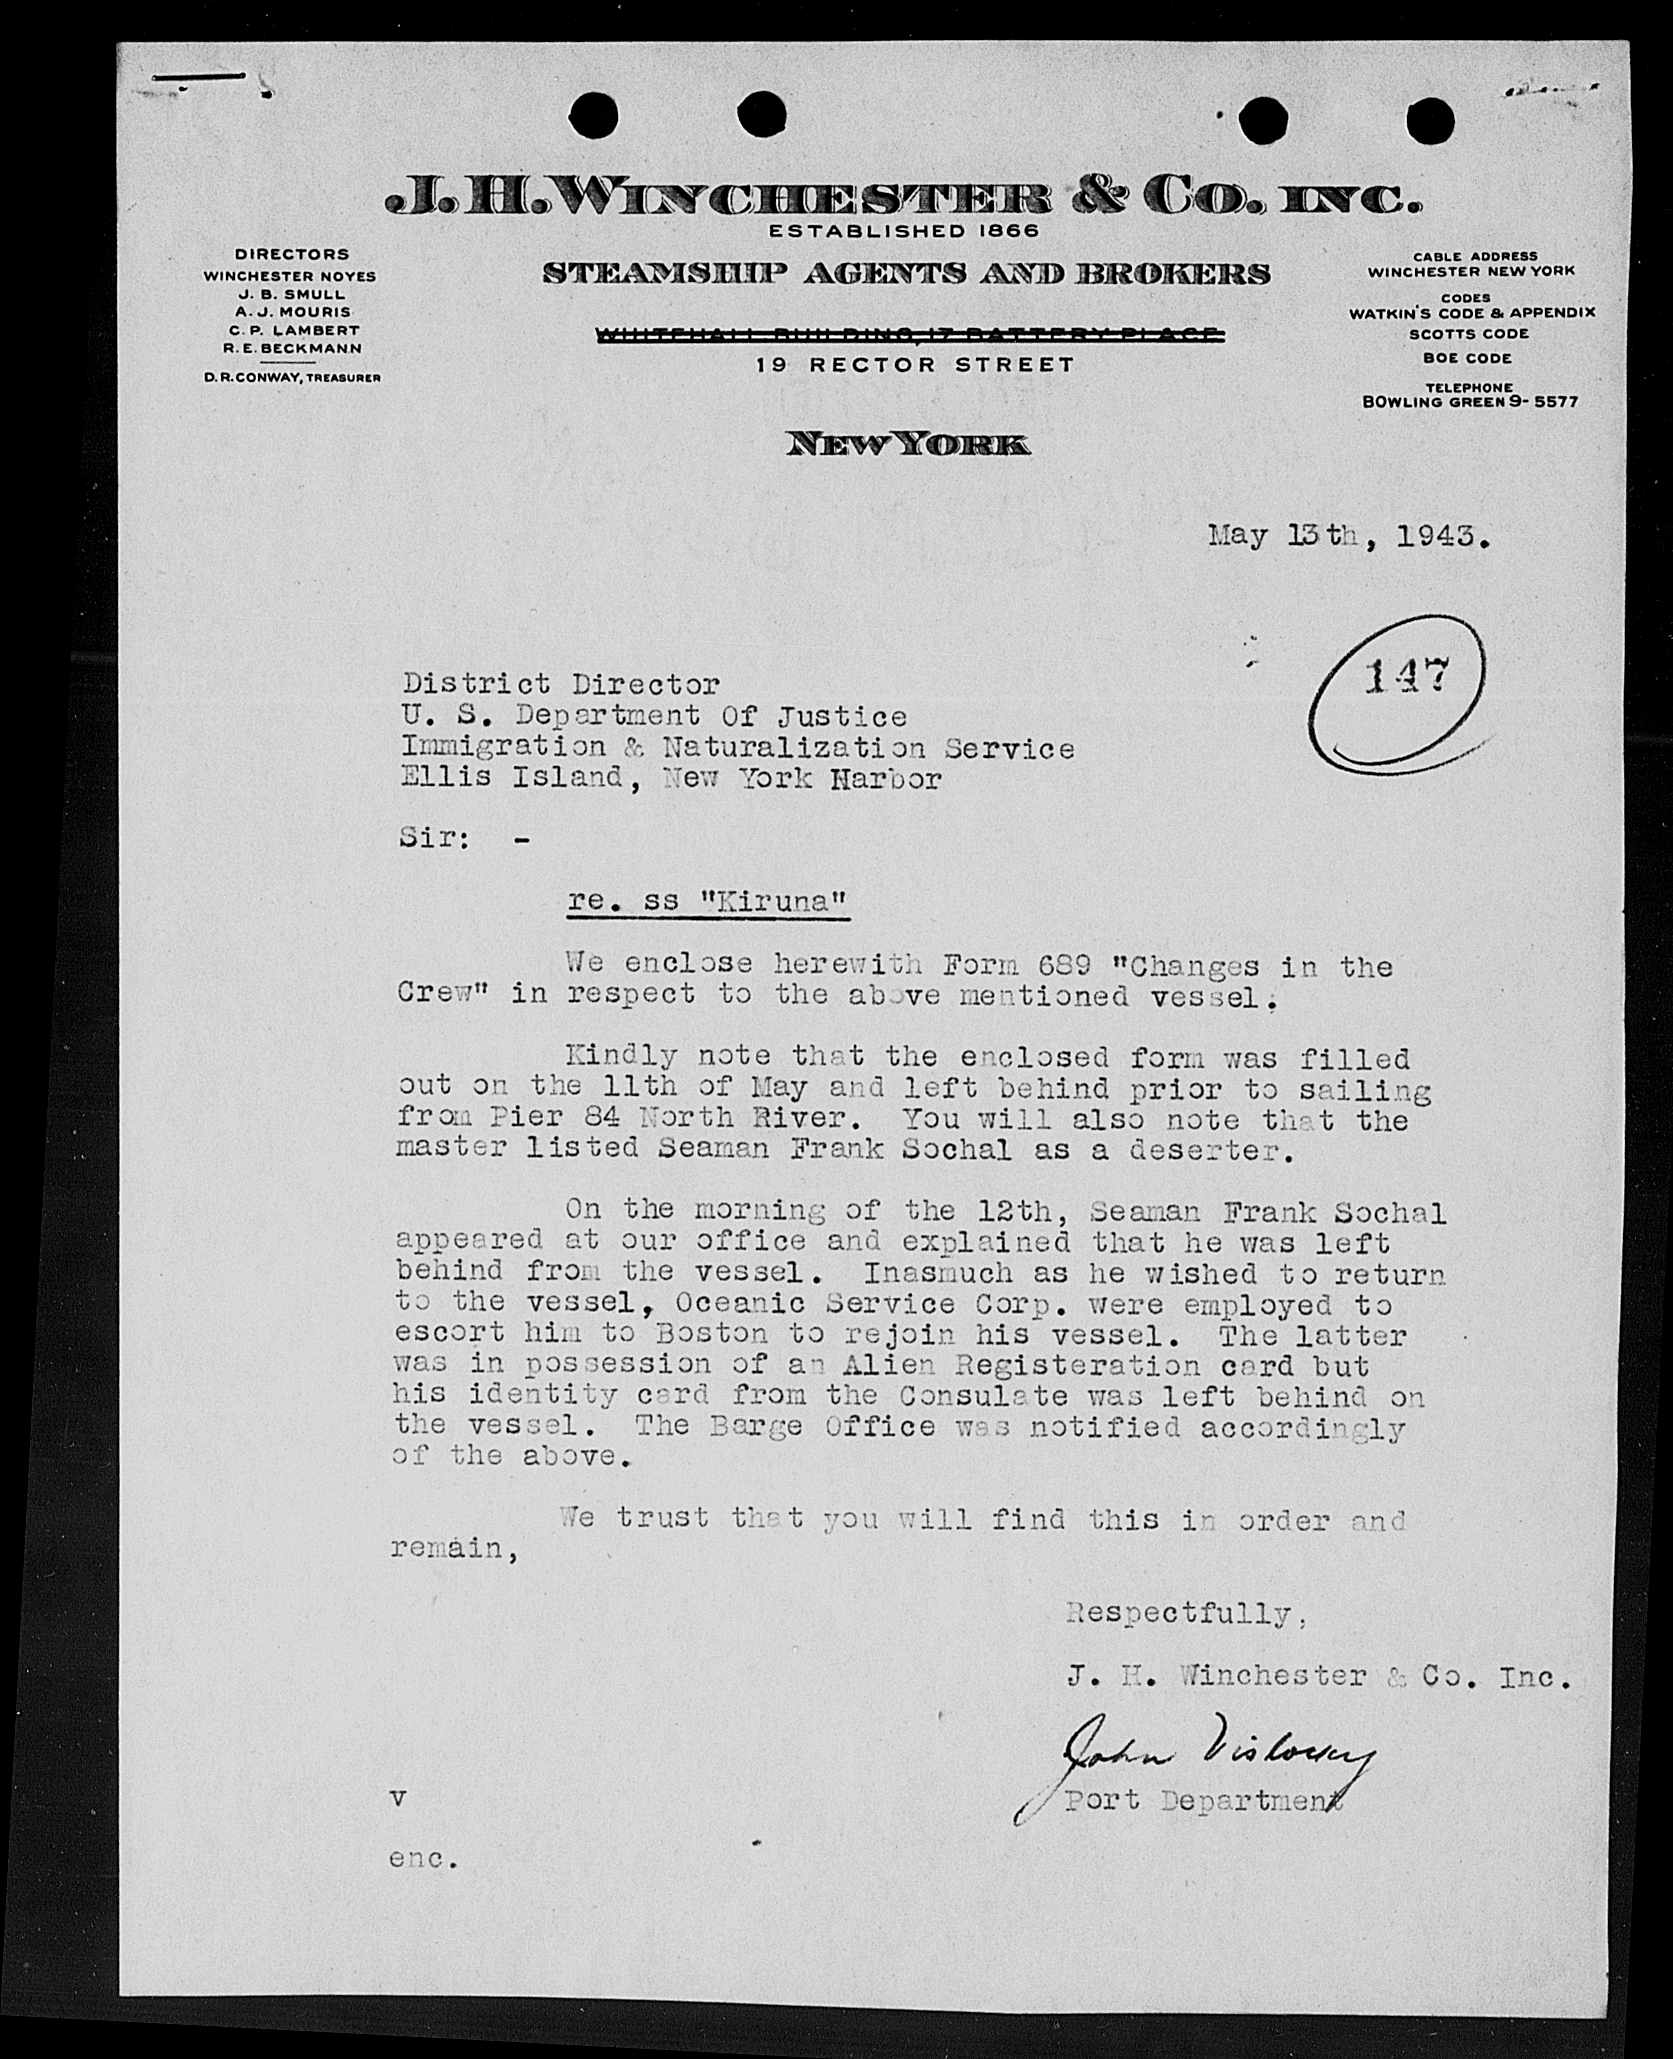 J. H. WINCHESTER & CO. INC.
ESTABLISHED 1866
STEAMSHIP AGENTS AND BROKERS
WHITEHALL BUILDING, 17 BATTERY PLACE
19 RECTOR STREET
NEW YORK
DIRECTORS
WINCHESTER NOYES
J. B. SMULL
A. J. MOURIS
C. P. LAMBERT
R. E. BECKMANN
D. R. CONWAY, TREASURER
CABLE ADDRESS
WINCHESTER NEW YORK
CODES
WATKIN'S CODE & APPENDIX
SCOTTS CODE
BOE CODE
TELEPHONE
BOWLING GREEN 9-5577
May 13th, 1943.
147
District Director
U. S. Department Of Justice
Immigration & Naturalization Service
Ellis Island, New York Harbor
Sir: -
re. ss "Kiruna"
We enclose herewith Form 689 "Changes in the
Crew" in respect to the above mentioned vessel.
Kindly note that the enclosed form was filled
out on the 11th of May and left behind prior to sailing
from Pier 84 North River. You will also note that the
master listed Seaman Frank Sochal as a deserter.
On the morning of the 12th, Seaman Frank Sochal
appeared at our office and explained that he was left
behind from the vessel. Inasmuch as he wished to return
to the vessel, Oceanic Service Corp. were employed to
escort him to Boston to rejoin his vessel. The latter
was in possession of an Alien Registeration card but
his identity card from the Consulate was left behind on
the vessel. The Barge Office was notified accordingly
of the above.
We trust that you will find this in order and
remain,
Respectfully,
J. H. Winchester & Co. Inc.
John Vislocky
Port Department
v
enc.